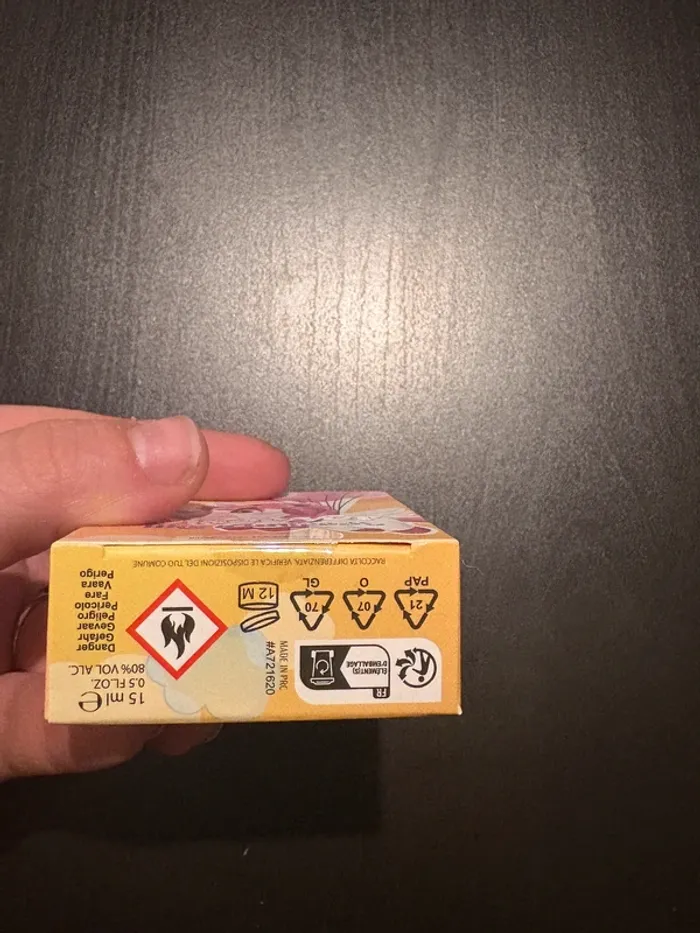 15 ml e
0.5 FL.OZ.
80% VOL ALC.
Danger
Gefahr
Gevaar
Peligro
Pericolo
Fare
Vaara
Perigo
MADE IN PRC
#A721620
FR
ÉLÉMENT(S)
D'EMBALLAGE
12 M
70
GL
07
O
21
PAP
RACCOLTA DIFFERENZIATA, VERIFICA LE DISPOSIZIONI DEL TUO COMUNE